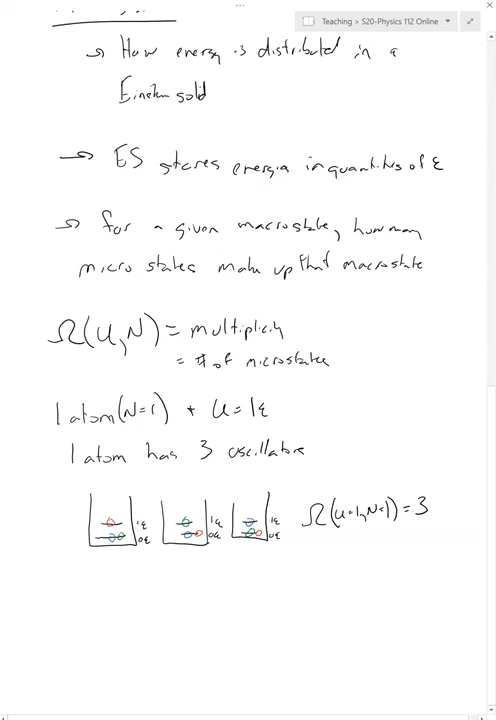 Teaching > S20-Physics 112 Online
→ How energy is distributed in a
Einstein solid
→ ES stores energia in quantities of ε
→ for a given macrostate, how many
micro states make up that macrostate
Ω(U,N) = multiplicity
= # of microstates
1 atom (N=1) + U=1ε
1 atom has 3 oscillators
1ε 1ε 1ε
0ε 0ε 0ε
Ω(U=1,N=1) = 3